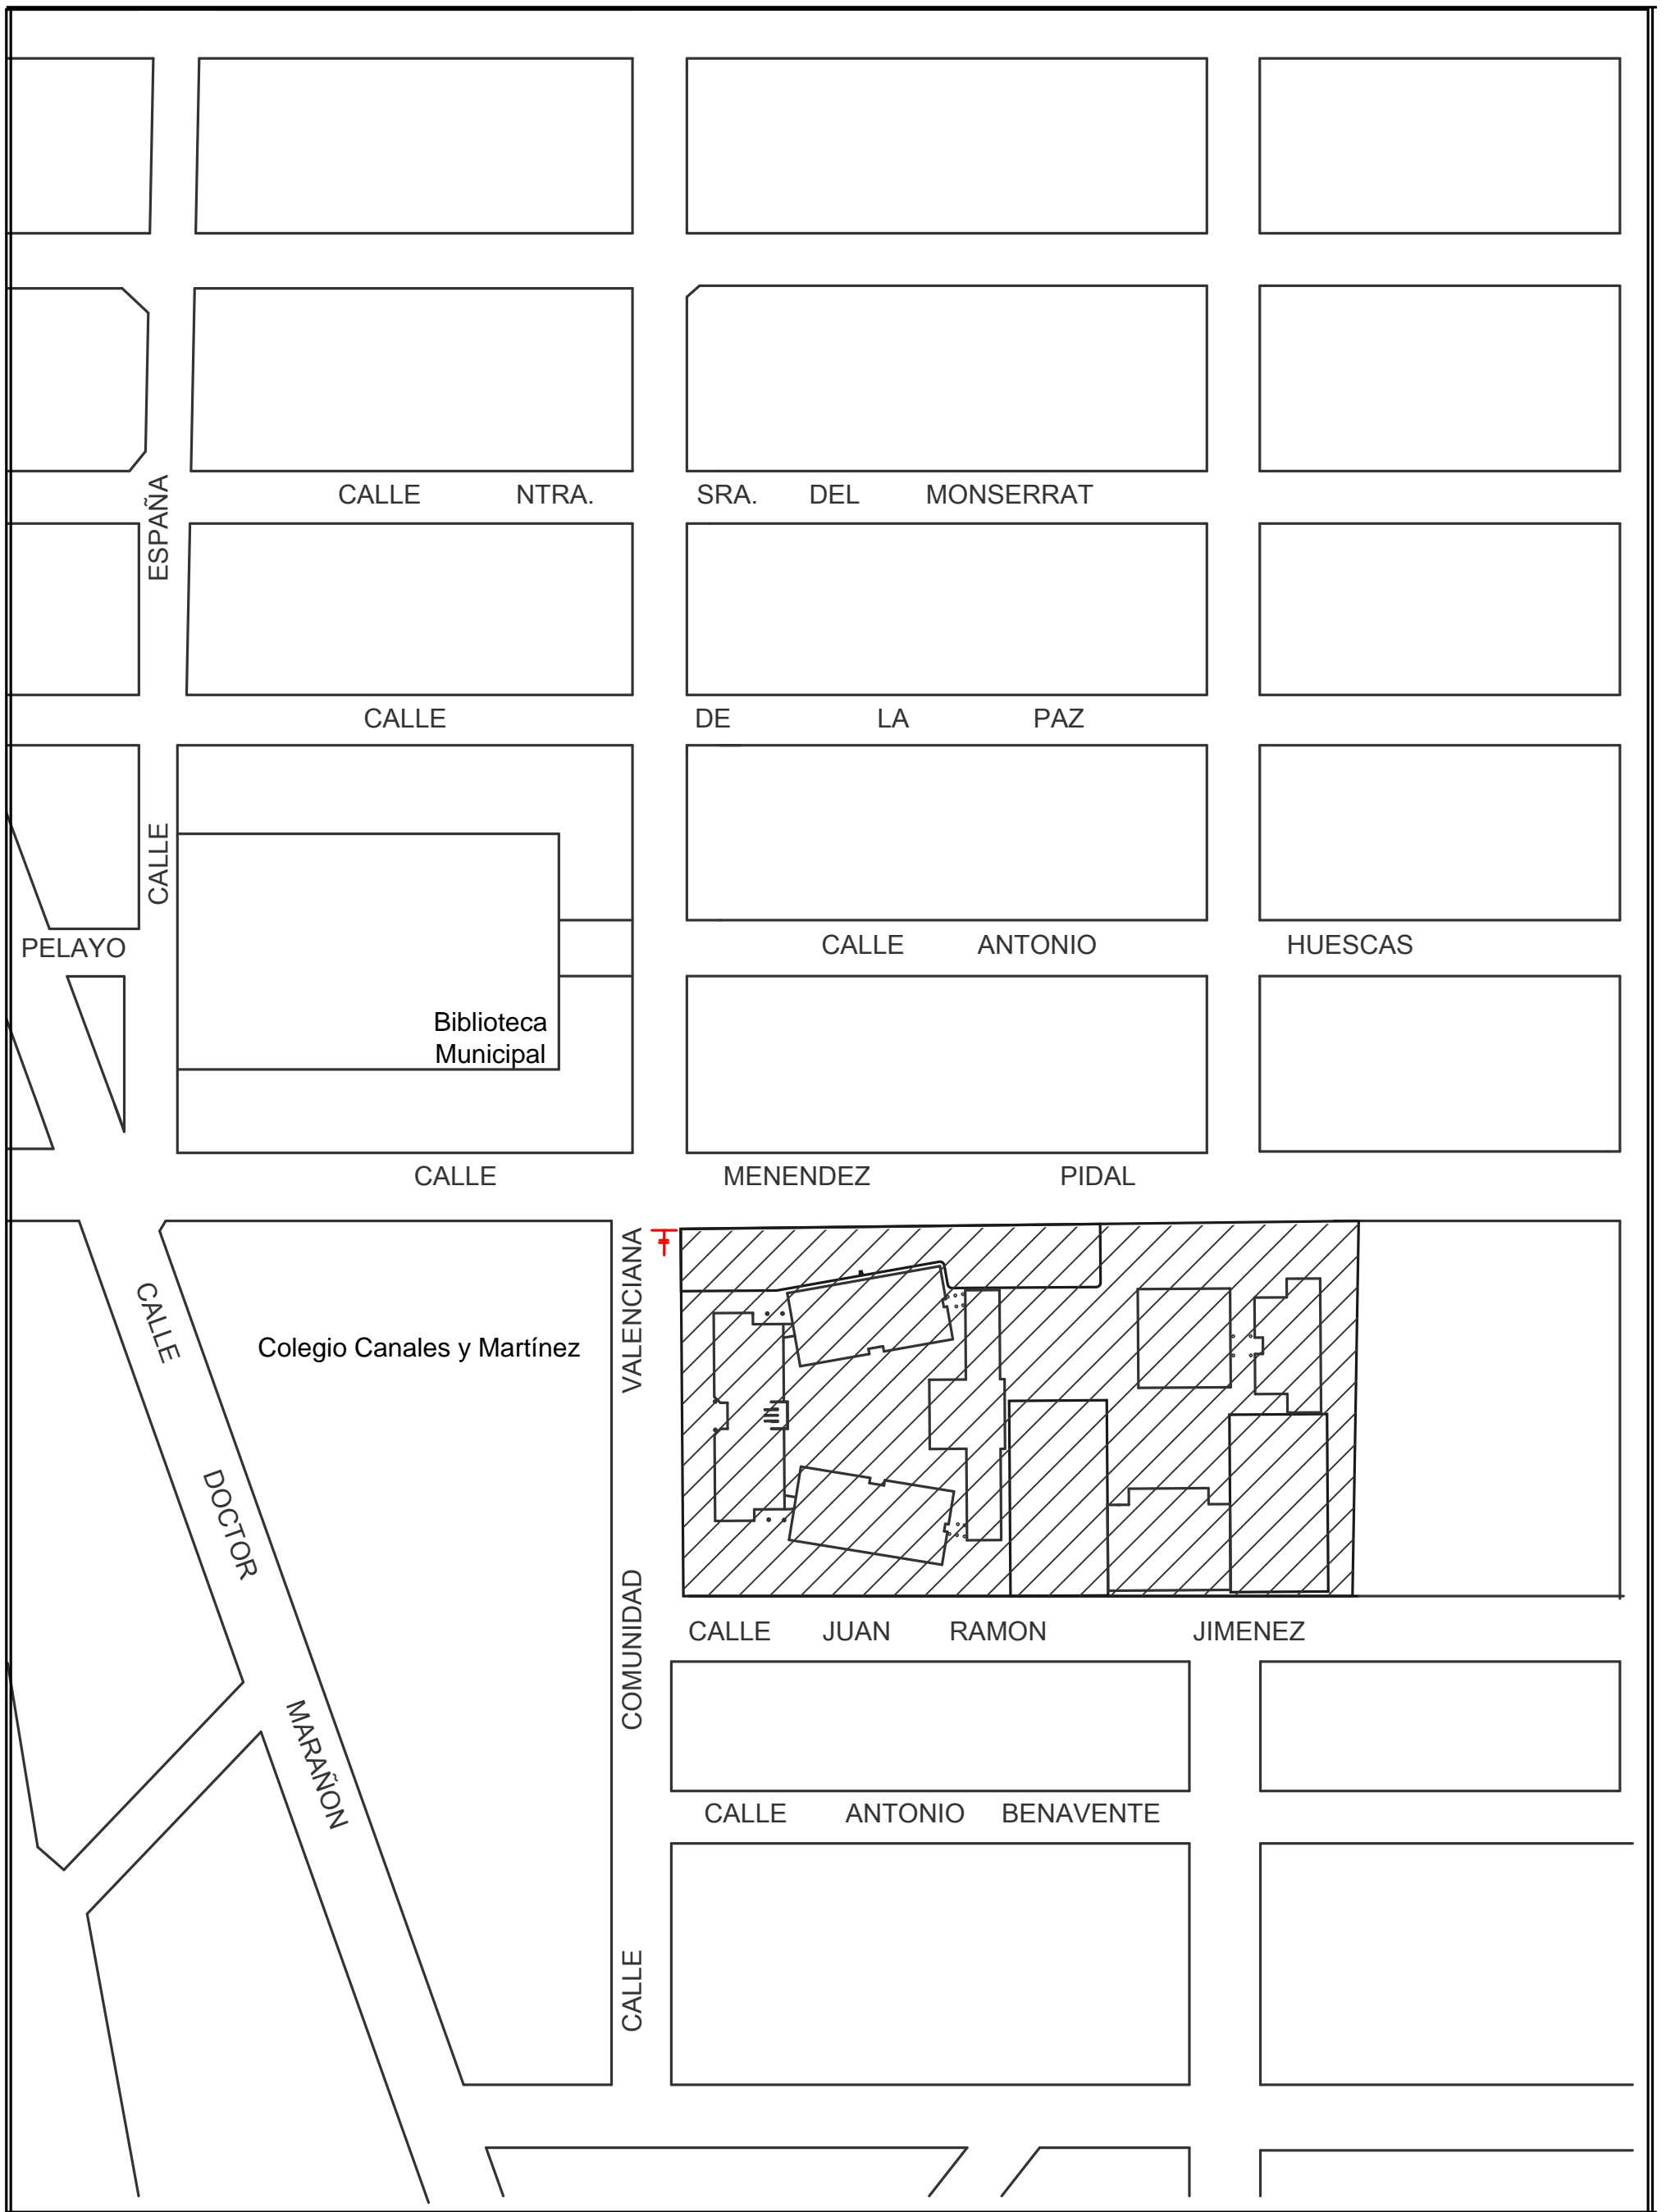 CALLE NTRA. SRA. DEL MONSERRAT
ESPAÑA
CALLE DE LA PAZ
CALLE
PELAYO
CALLE ANTONIO HUESCAS
Biblioteca
Municipal
CALLE MENENDEZ PIDAL
VALENCIANA
CALLE
Colegio Canales y Martínez
DOCTOR
COMUNIDAD
CALLE JUAN RAMON JIMENEZ
MARAÑON
CALLE ANTONIO BENAVENTE
CALLE